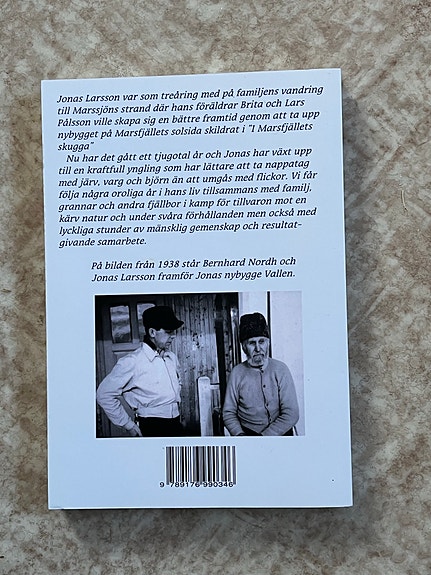 Jonas Larsson var som treåring med på familjens vandring
till Marssjöns strand där hans föräldrar Brita och Lars
Pålsson ville skapa sig en bättre framtid genom att ta upp
nybygget på Marsfjällets solsida skildrat i "I Marsfjällets
skugga"
Nu har det gått ett tjugotal år och Jonas har växt upp
till en kraftfull yngling som har lättare att ta nappatag
med järv, varg och björn än att umgås med flickor. Vi får
följa några oroliga år i hans liv tillsammans med familj,
grannar och andra fjällbor i kamp för tillvaron mot en
kärv natur och under svåra förhållanden men också med
lyckliga stunder av mänsklig gemenskap och resultat-
givande samarbete.
På bilden från 1938 står Bernhard Nordh och
Jonas Larsson framför Jonas nybygge Vallen.
9 789176 990346